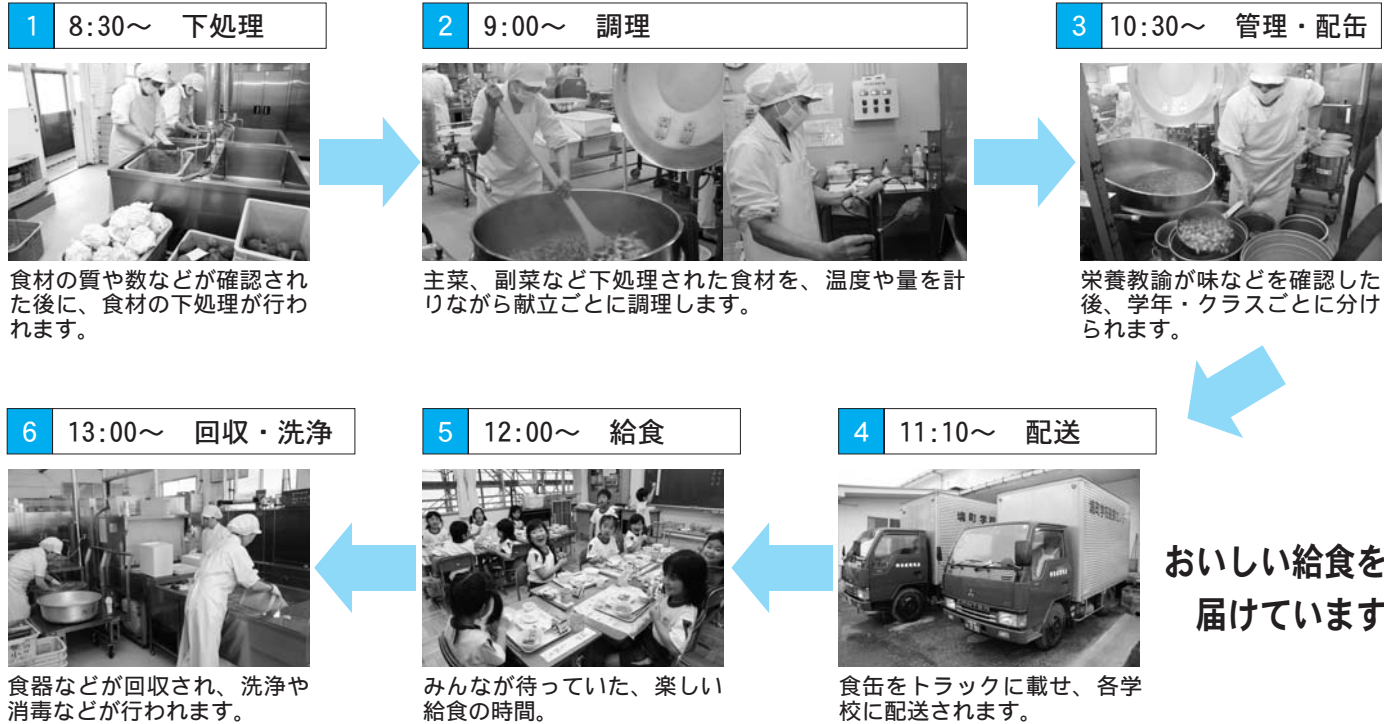 1 8:30～ 下処理
食材の質や数などが確認され
た後に、食材の下処理が行わ
れます。
2 9:00～ 調理
主菜、副菜など下処理された食材を、温度や量を計
りながら献立ごとに調理します。
3 10:30～ 管理・配缶
栄養教諭が味などを確認した
後、学年・クラスごとに分け
られます。
4 11:10～ 配送
食缶をトラックに載せ、各学
校に配送されます。
5 12:00～ 給食
みんなが待っていた、楽しい
給食の時間。
6 13:00～ 回収・洗浄
食器などが回収され、洗浄や
消毒などが行われます。
おいしい給食を
届けています